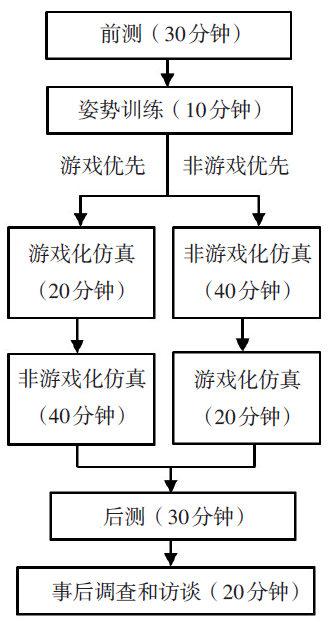 前测（30分钟）
姿势训练（10分钟）
游戏优先
非游戏优先
游戏化仿真
（20分钟）
非游戏化仿真
（40分钟）
非游戏化仿真
（40分钟）
游戏化仿真
（20分钟）
后测（30分钟）
事后调查和访谈（20分钟）